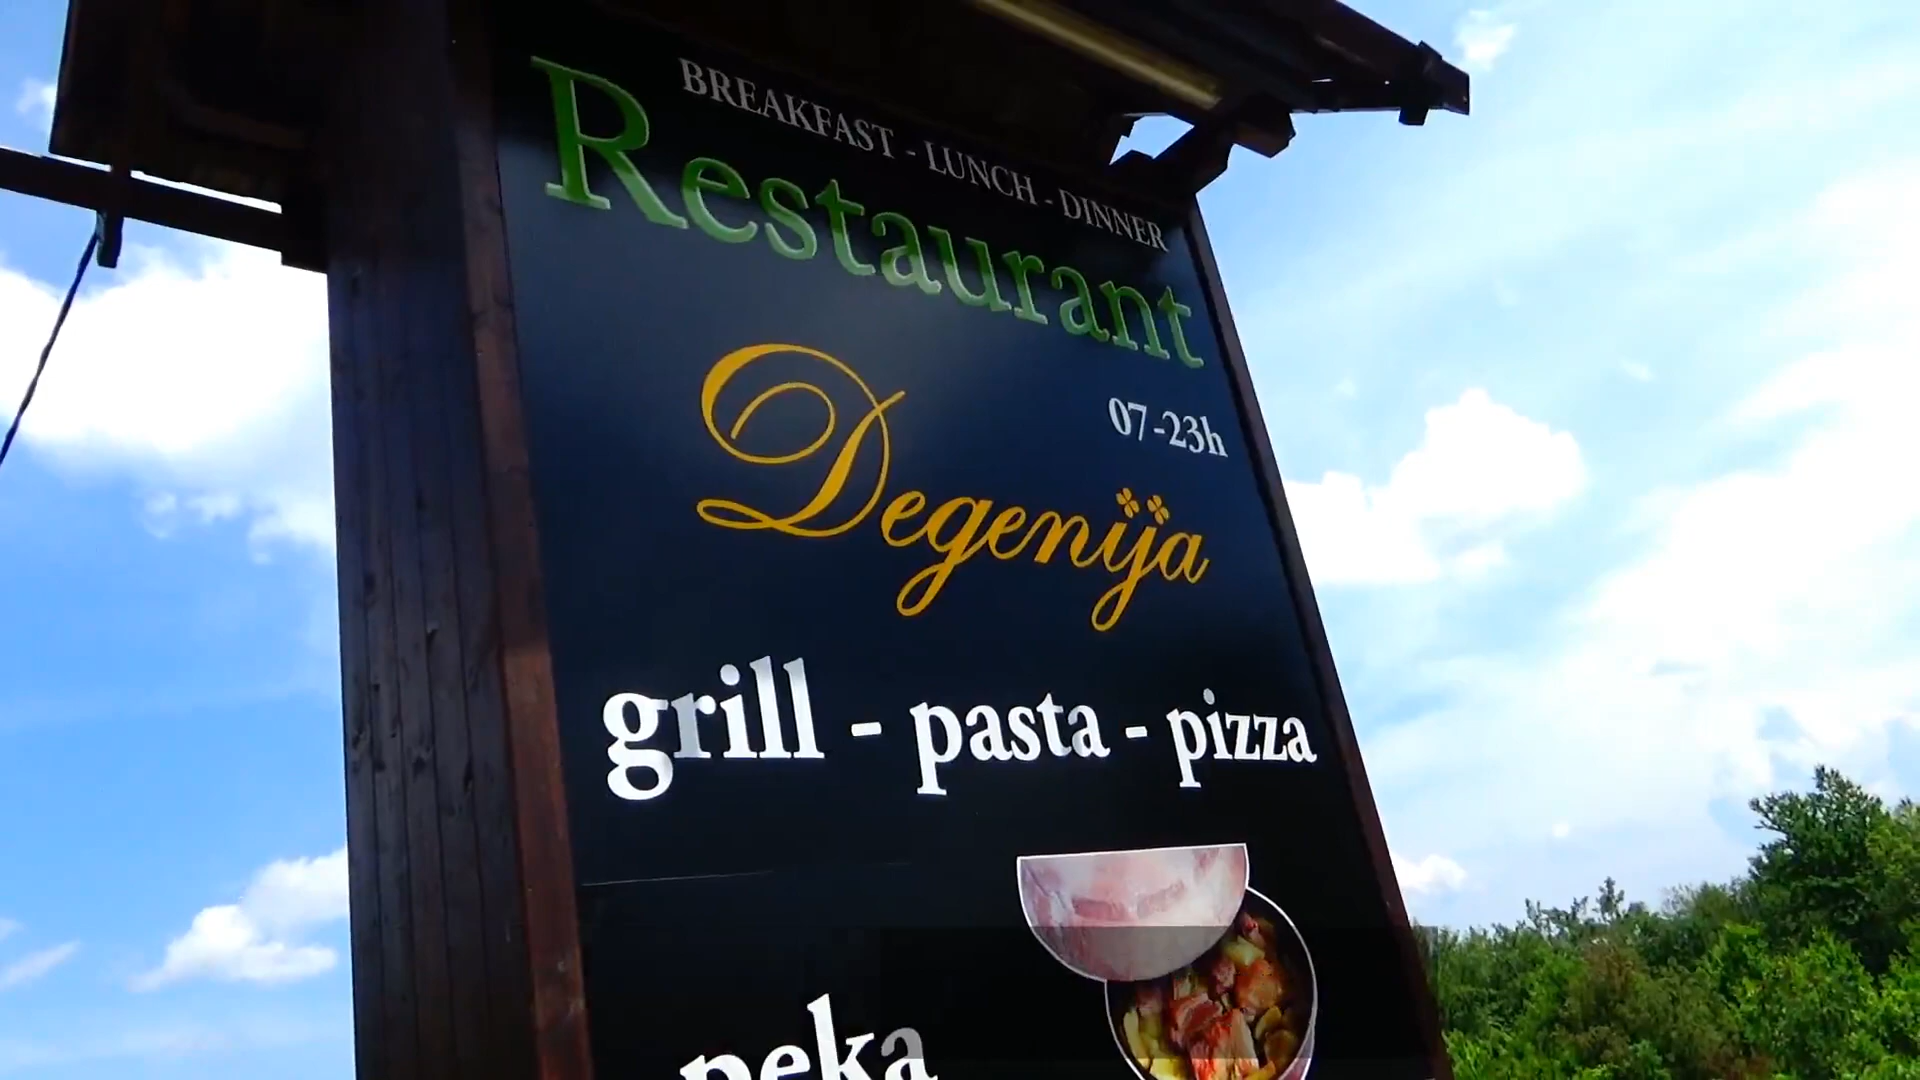 BREAKFAST - LUNCH - DINNER
Restaurant
07-23h
Degenija
grill - pasta - pizza
peka